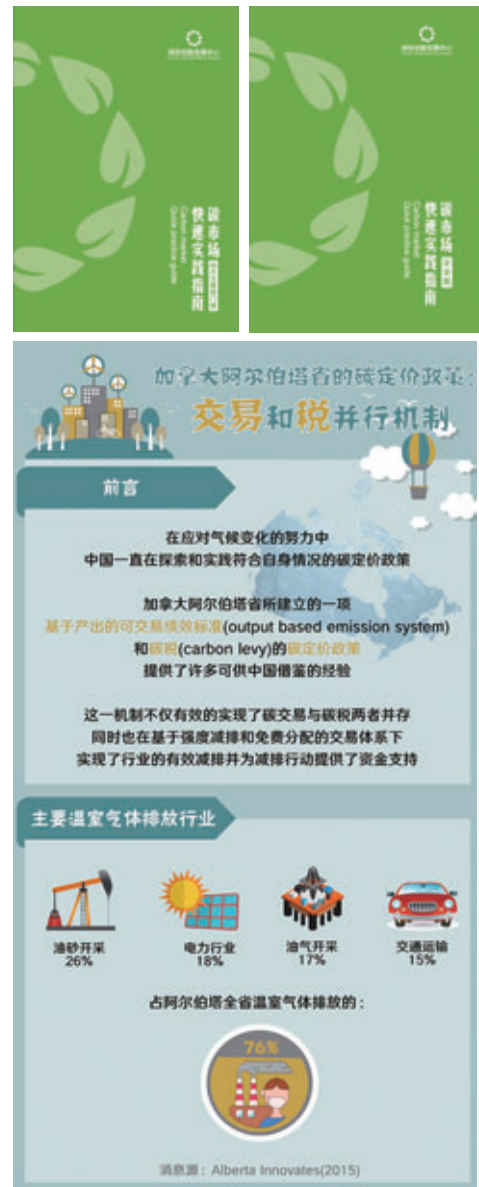 碳市场
快速实践指南
Carbon market
Quick practice guide
碳市场
快速实践指南
Carbon market
Quick practice guide
加拿大阿尔伯塔省的碳定价政策：
交易和税并行机制
前言
在应对气候变化的努力中
中国一直在探索和实践符合自身情况的碳定价政策
加拿大阿尔伯塔省所建立的一项
基于产出的可交易绩效标准(output based emission system)
和碳税(carbon levy)的碳定价政策
提供了许多可供中国借鉴的经验
这一机制不仅有效的实现了碳交易与碳税两者并存
同时也在基于强度减排和免费分配的交易体系下
实现了行业的有效减排并为减排行动提供了资金支持
主要温室气体排放行业
油砂开采 电力行业 油气开采 交通运输
26% 18% 17% 15%
占阿尔伯塔全省温室气体排放的：
76%
消息源：Alberta Innovates(2015)